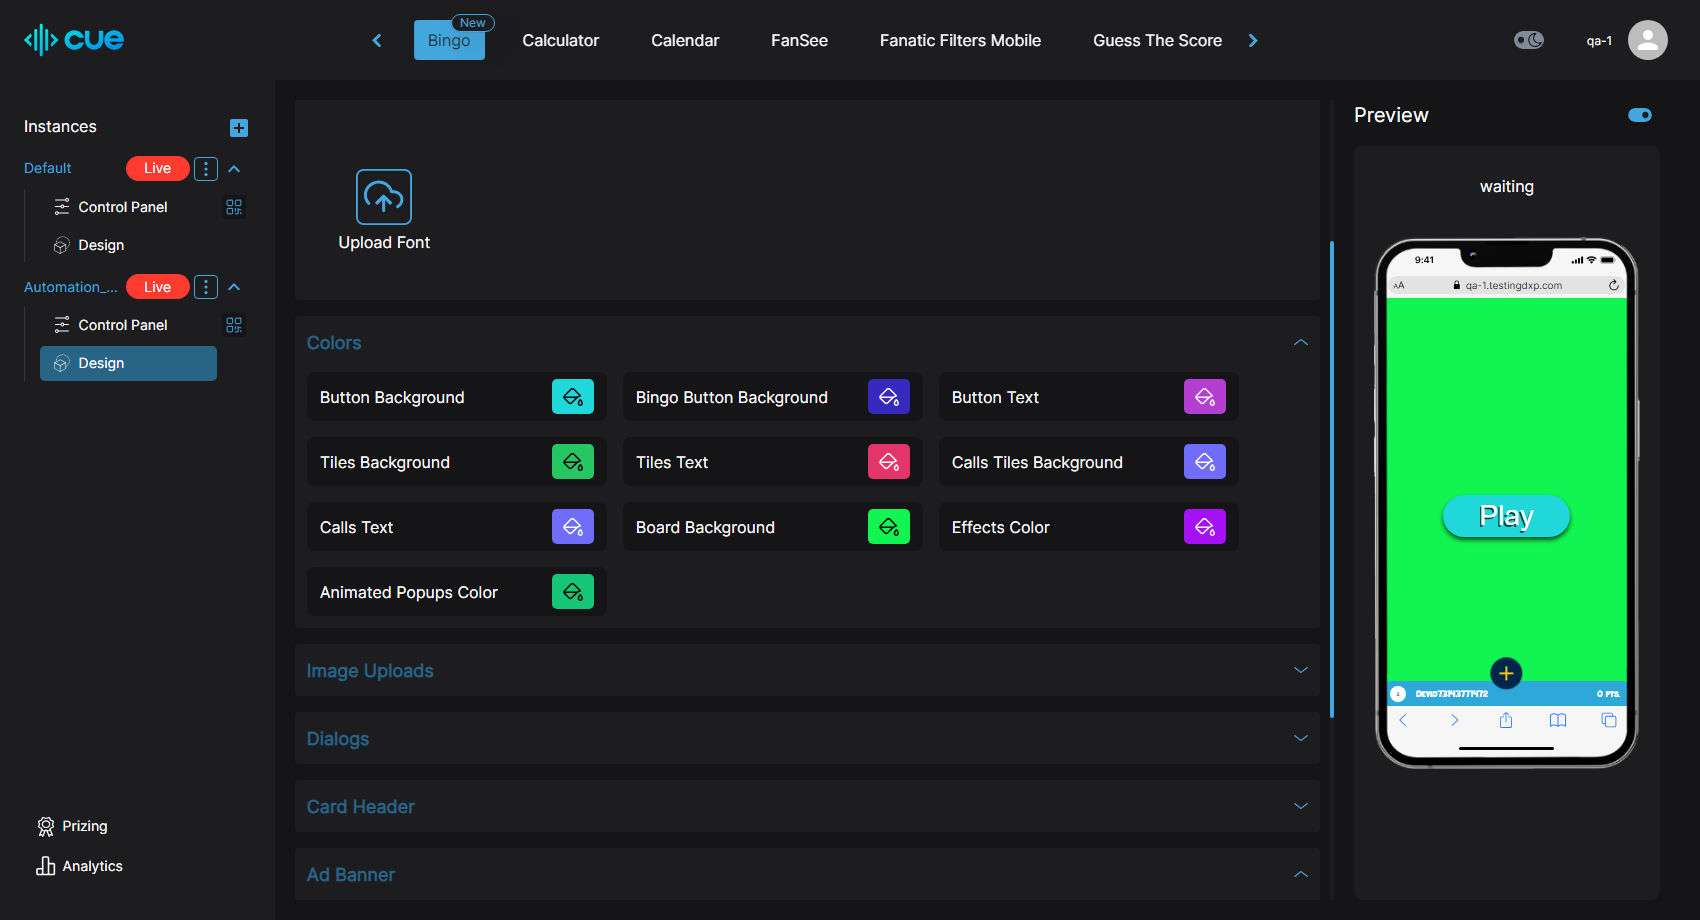 cue
New
Bingo
Calculator
Calendar
FanSee
Fanatic Filters Mobile
Guess The Score
qa-1
Instances
Default
Live
Control Panel
Design
Automation_...
Live
Control Panel
Design
Prizing
Analytics
Upload Font
Colors
Button Background
Bingo Button Background
Button Text
Tiles Background
Tiles Text
Calls Tiles Background
Calls Text
Board Background
Effects Color
Animated Popups Color
Image Uploads
Dialogs
Card Header
Ad Banner
Preview
waiting
9:41
AA
qa-1.testingdxp.com
Play
Devid73143771472
0 PTS.